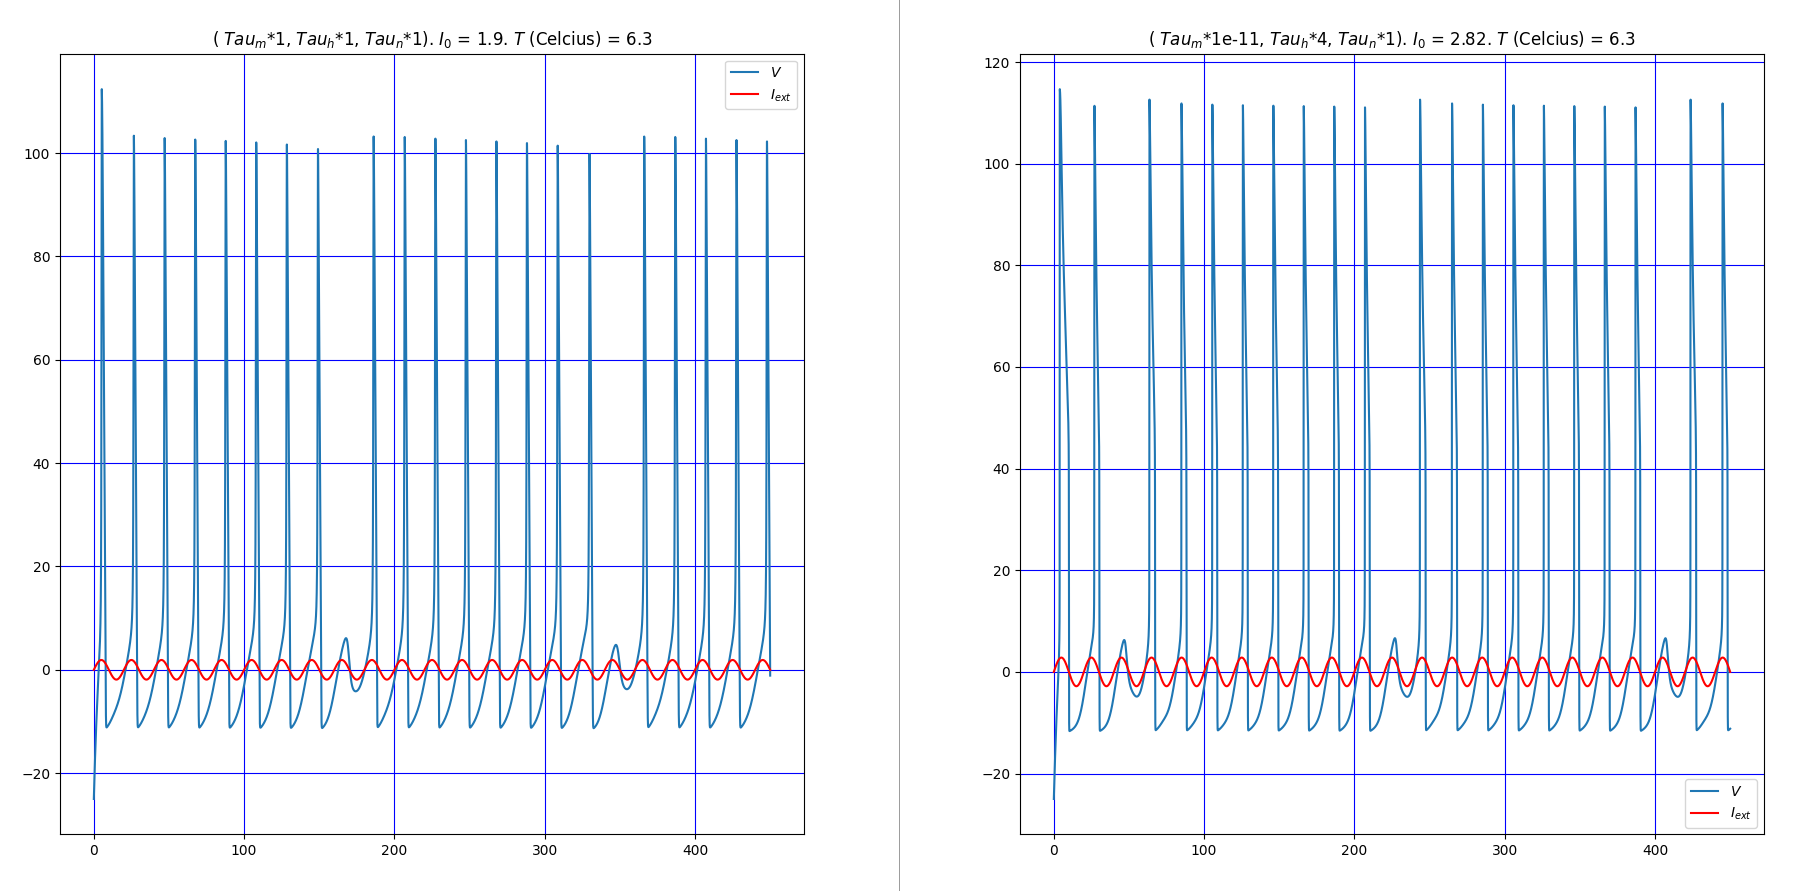 ( Tau_m*1, Tau_h*1, Tau_n*1). I_0 = 1.9. T (Celcius) = 6.3
V
I_ext
100
80
60
40
20
0
−20
0 100 200 300 400
( Tau_m*1e-11, Tau_h*4, Tau_n*1). I_0 = 2.82. T (Celcius) = 6.3
120
100
80
60
40
20
0
−20
V
I_ext
0 100 200 300 400